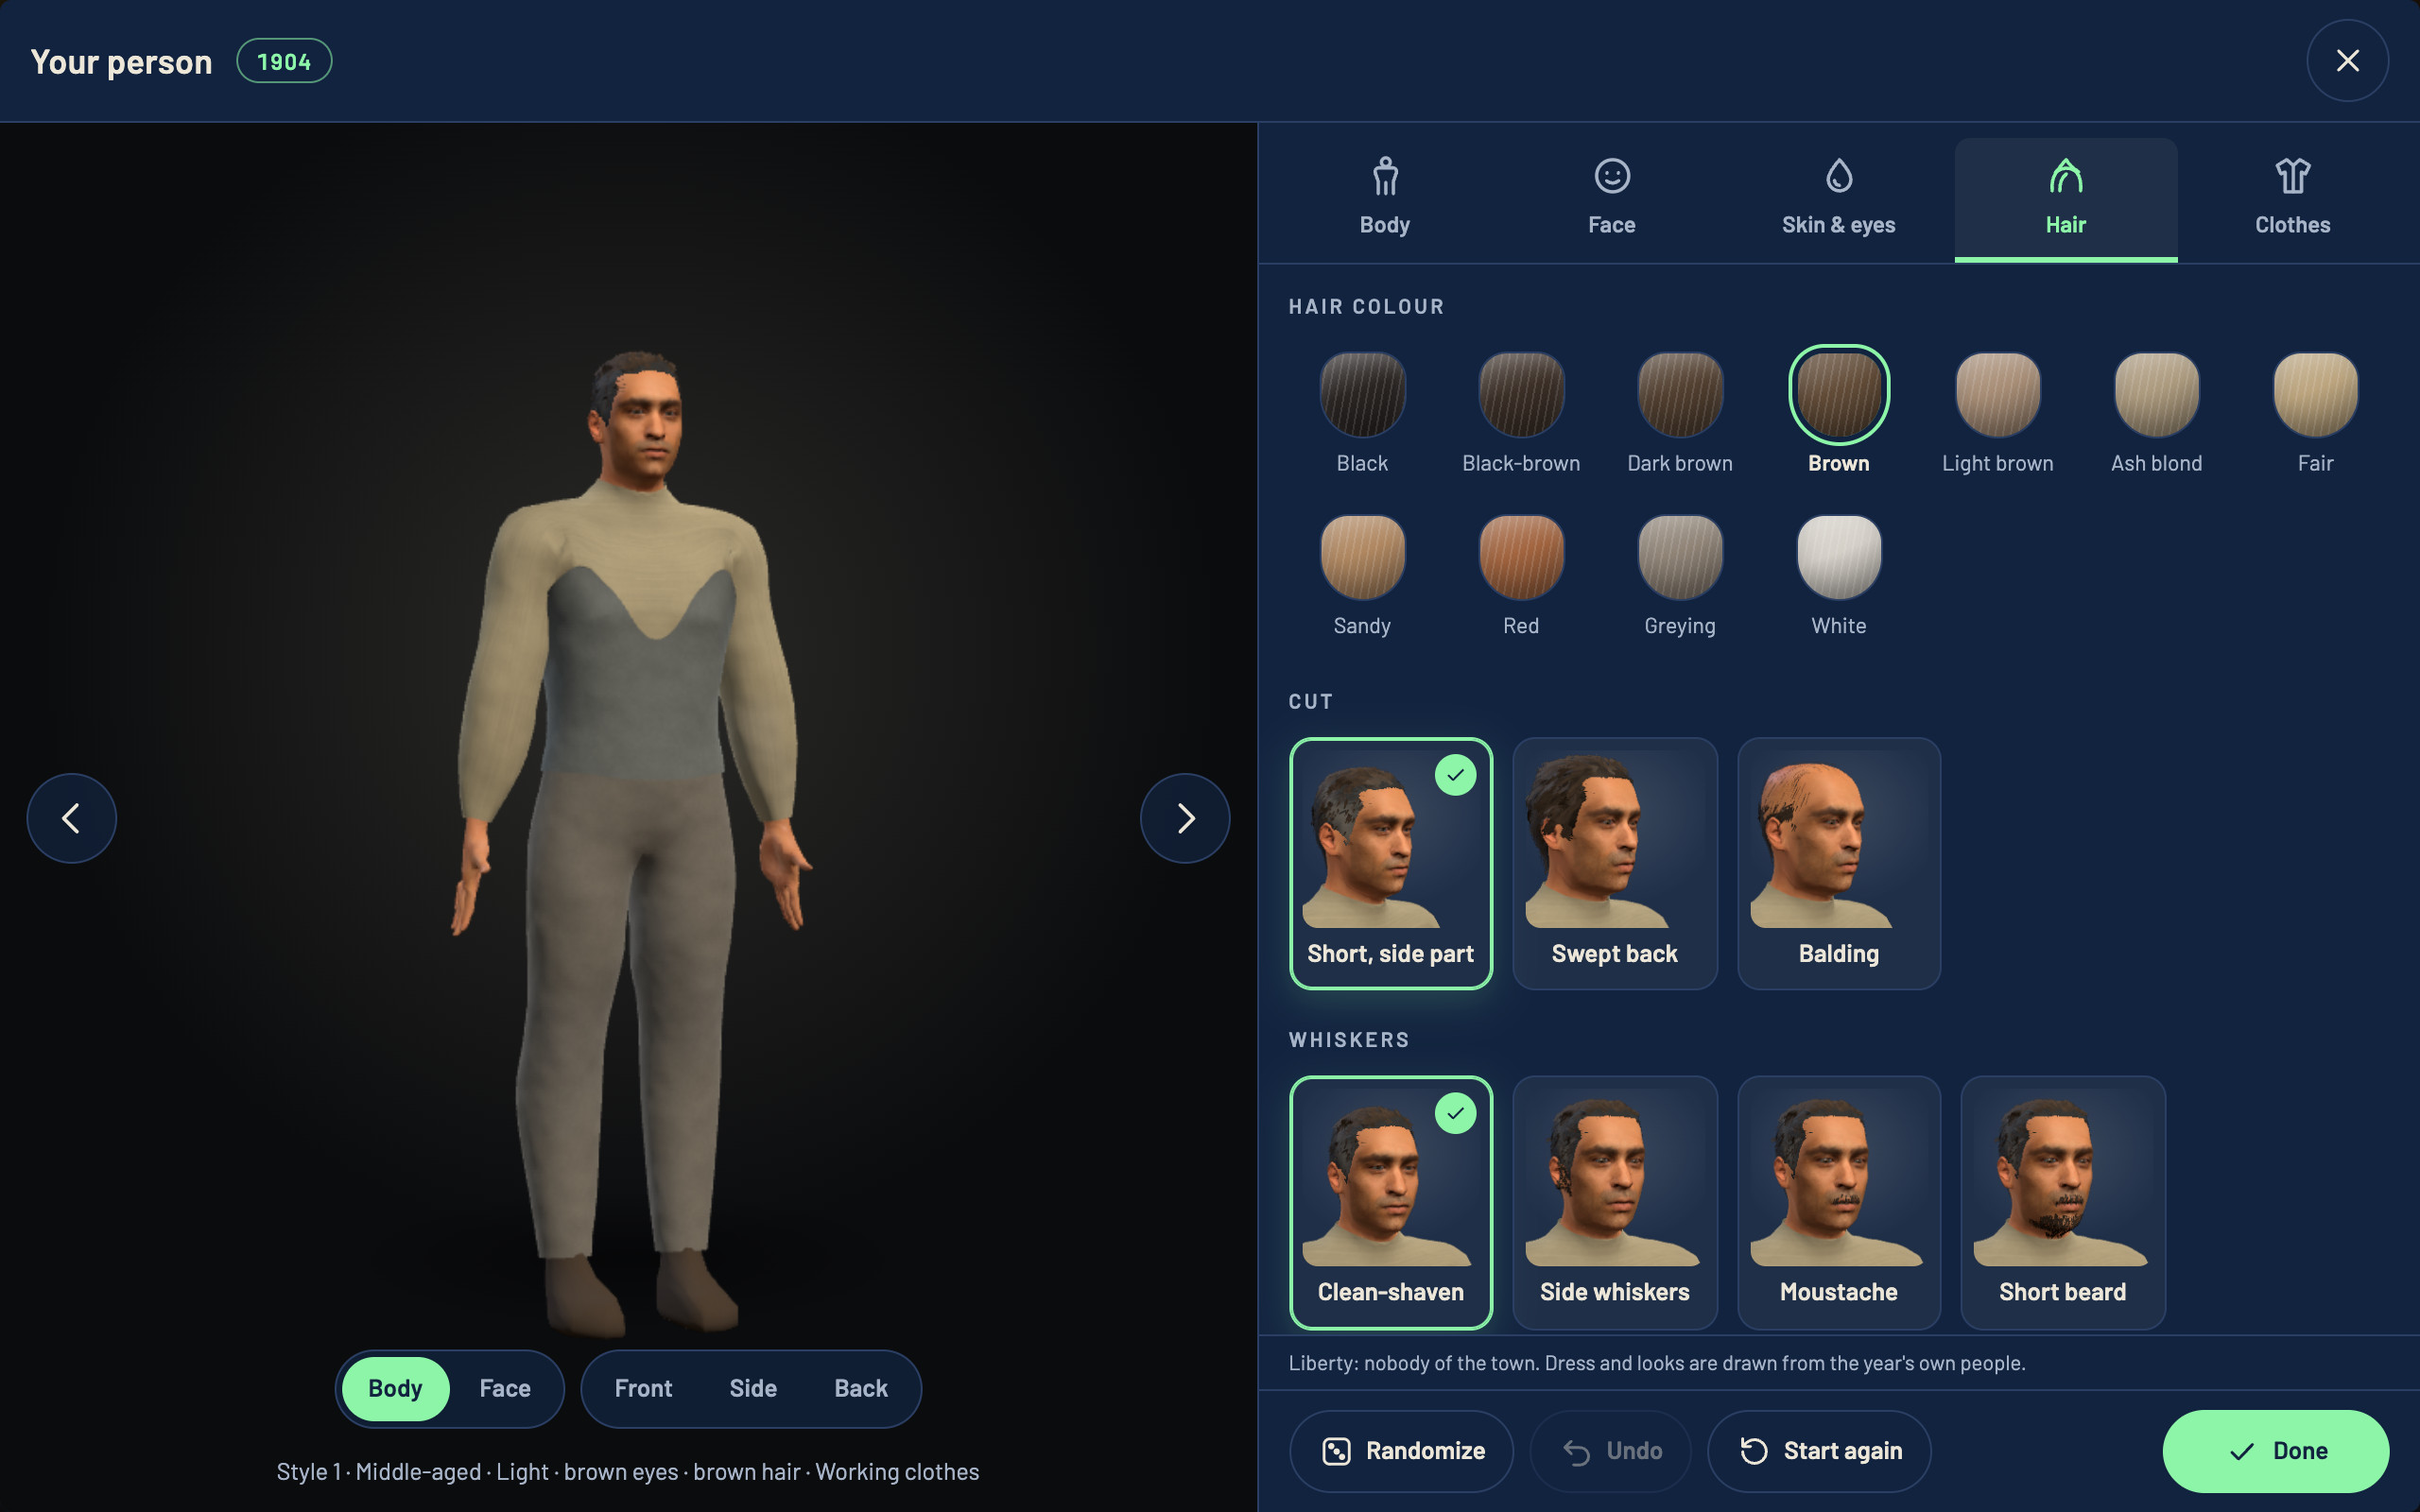 Your person
1904
Body
Face
Skin & eyes
Hair
Clothes
HAIR COLOUR
Black
Black-brown
Dark brown
Brown
Light brown
Ash blond
Fair
Sandy
Red
Greying
White
CUT
Short, side part
Swept back
Balding
WHISKERS
Clean-shaven
Side whiskers
Moustache
Short beard
Body
Face
Front
Side
Back
Style 1 · Middle-aged · Light · brown eyes · brown hair · Working clothes
Liberty: nobody of the town. Dress and looks are drawn from the year's own people.
Randomize
Undo
Start again
Done